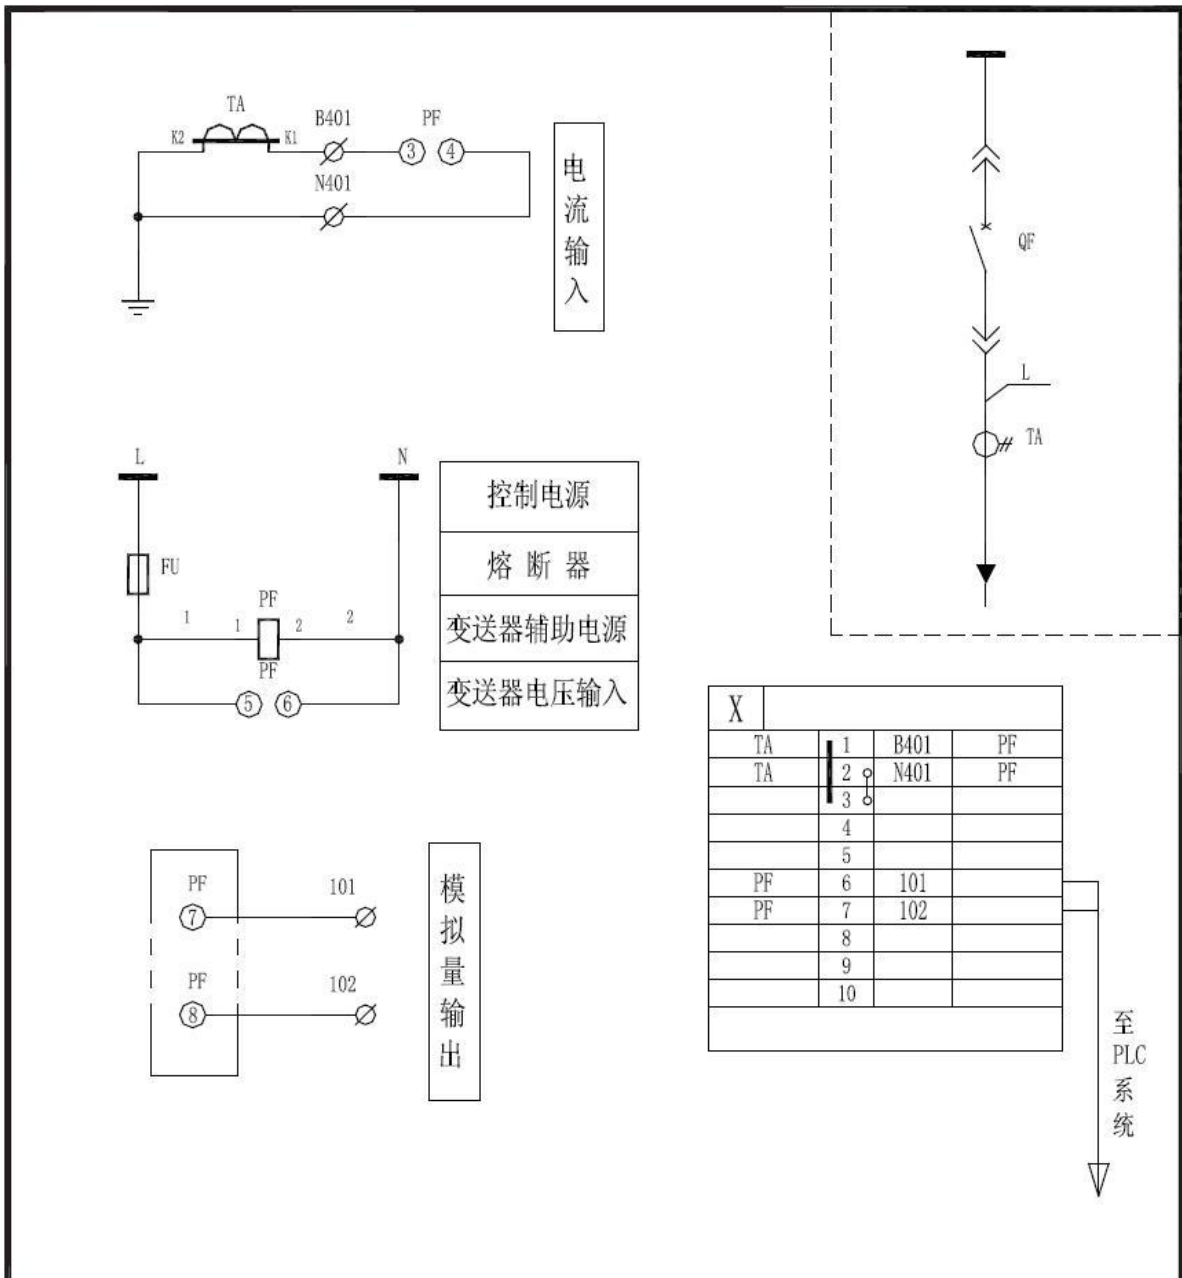 TA
K2
K1
B401
PF
3
4
N401
电流输入
QF
L
TA
L
N
FU
1
PF
1
2
2
PF
5
6
控制电源
熔断器
变送器辅助电源
变送器电压输入
X
TA 1 B401 PF
TA 2 N401 PF
3
4
5
PF 6 101
PF 7 102
8
9
10
至
PLC
系
统
PF
7
101
PF
8
102
模拟量输出